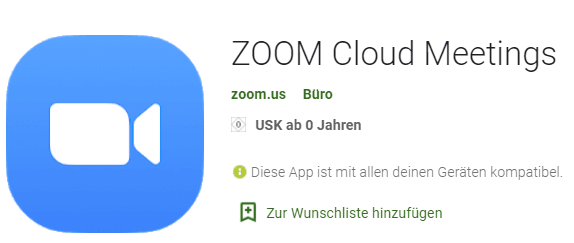 ZOOM Cloud Meetings
zoom.us Büro
0 USK ab 0 Jahren
Diese App ist mit allen deinen Geräten kompatibel.
Zur Wunschliste hinzufügen